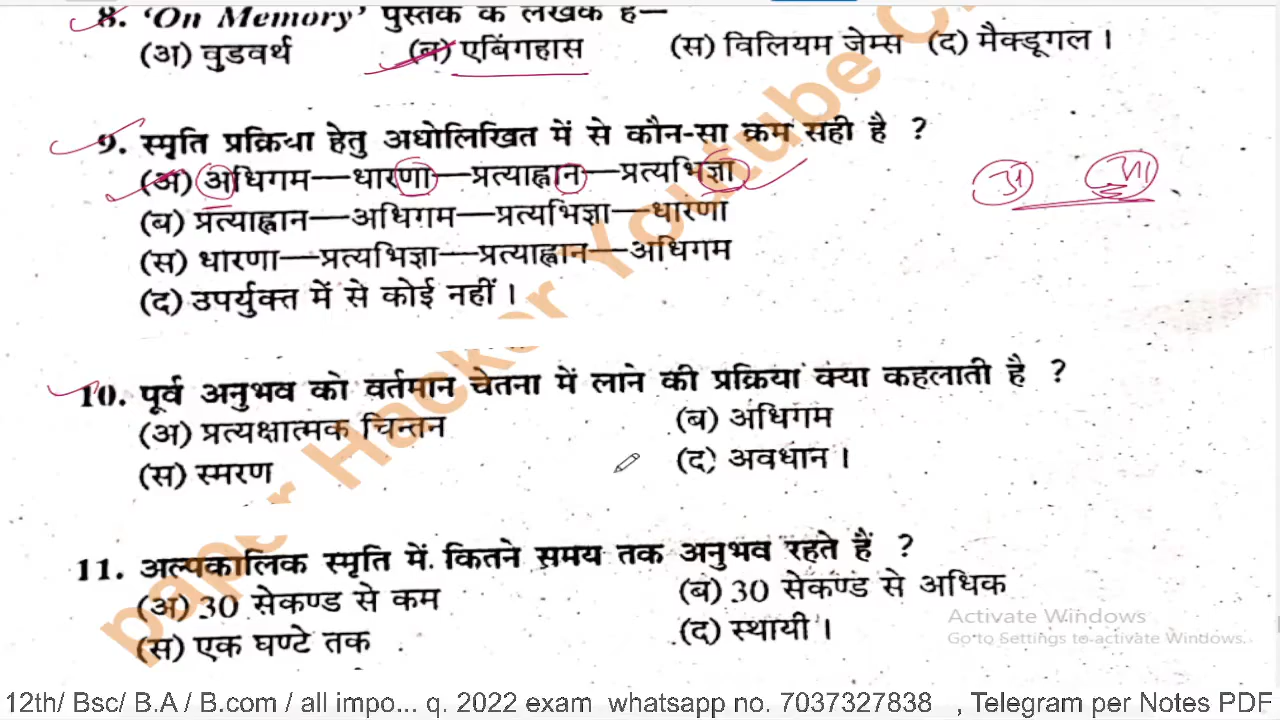 8. 'On Memory' पुस्तक के लेखक हैं—
(अ) वुडवर्थ (ब) एबिंगहास (स) विलियम जेम्स (द) मैक्डूगल ।
9. स्मृति प्रक्रिया हेतु अधोलिखित में से कौन-सा क्रम सही है ?
(अ) अधिगम—धारणा—प्रत्याह्वान—प्रत्यभिज्ञा
(ब) प्रत्याह्वान—अधिगम—प्रत्यभिज्ञा—धारणा
(स) धारणा—प्रत्यभिज्ञा—प्रत्याह्वान—अधिगम
(द) उपर्युक्त में से कोई नहीं ।
10. पूर्व अनुभव को वर्तमान चेतना में लाने की प्रक्रिया क्या कहलाती है ?
(अ) प्रत्यक्षात्मक चिन्तन (ब) अधिगम
(स) स्मरण (द) अवधान ।
11. अल्पकालिक स्मृति में कितने समय तक अनुभव रहते हैं ?
(अ) 30 सेकण्ड से कम (ब) 30 सेकण्ड से अधिक
(स) एक घण्टे तक (द) स्थायी ।
Activate Windows
Go to Settings to activate Windows.
12th/ Bsc/ B.A / B.com / all impo... q. 2022 exam whatsapp no. 7037327838 , Telegram per Notes PDF
paper Hacker Youtube